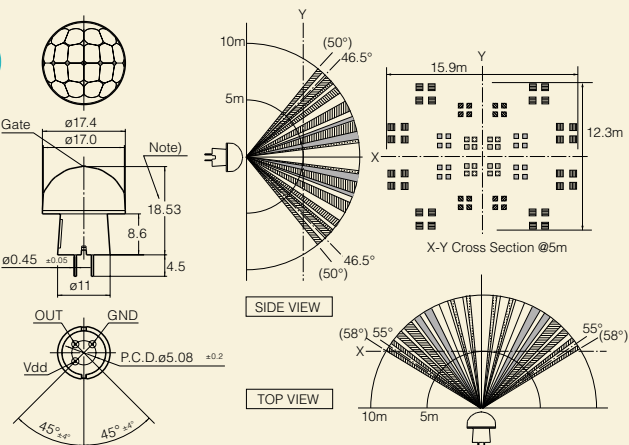 Gate
ø17.4
ø17.0
Note)
18.53
8.6
4.5
ø0.45 ±0.05
ø11
OUT
GND
Vdd
P.C.D.ø5.08 ±0.2
45°±4°
45°±4°
Y
10m
5m
(50°)
46.5°
46.5°
(50°)
SIDE VIEW
Y
15.9m
12.3m
X
X-Y Cross Section @5m
(58°)
55°
X
55°
(58°)
10m
5m
TOP VIEW